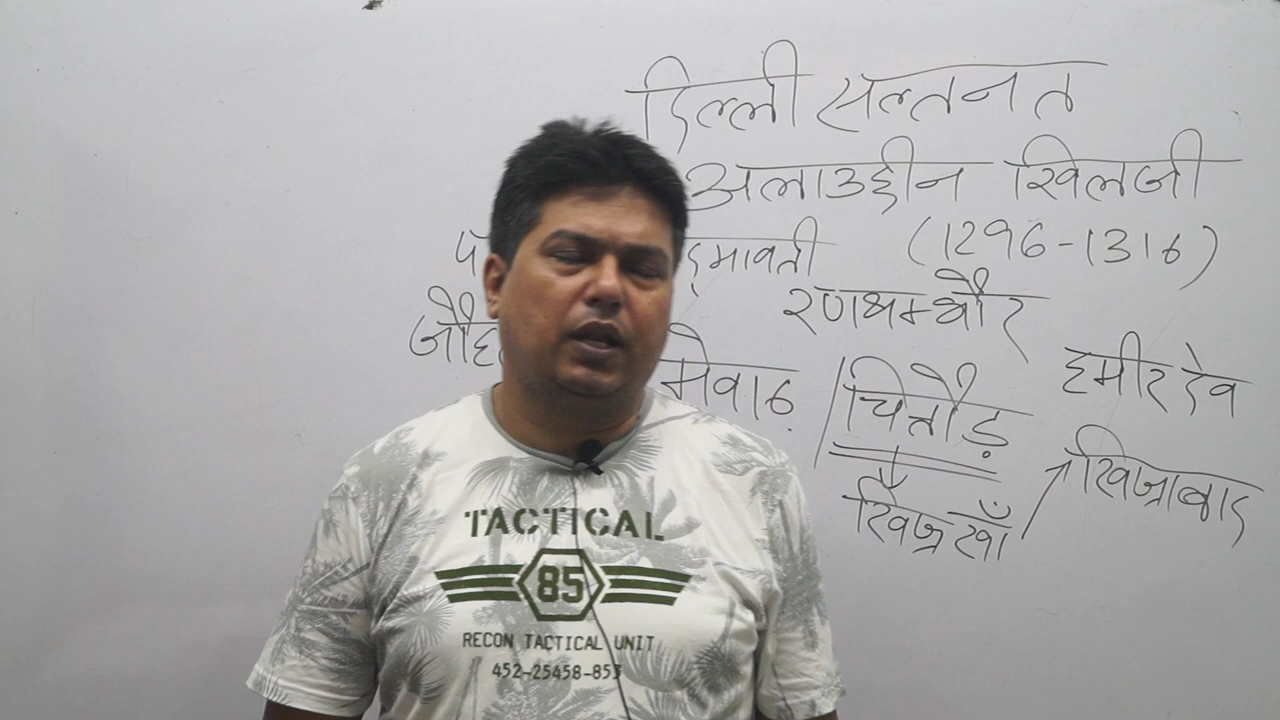 दिल्ली सल्तनत
अलाउद्दीन खिलजी
(1296-1316)
रणथम्भौर
हमीर देव
मेवाढ़ / चित्तौड़
खिज्राबाद
खिज्र खाँ
TACTICAL
85
RECON TACTICAL UNIT
452-25458-853